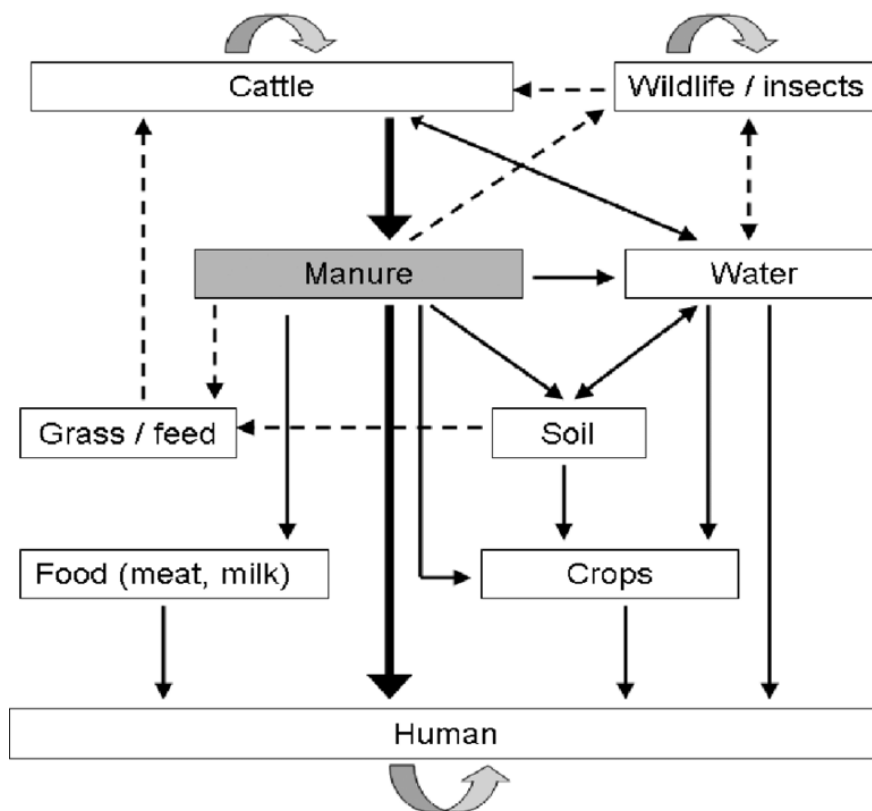 Cattle
Wildlife / insects
Manure
Water
Grass / feed
Soil
Food (meat, milk)
Crops
Human